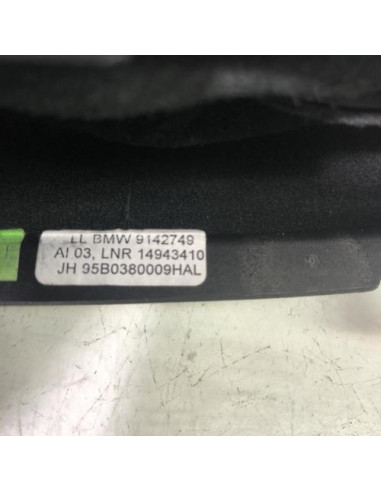 LL BMW 9142749
AI 03, LNR 14943410
JH 95B0380009HAL